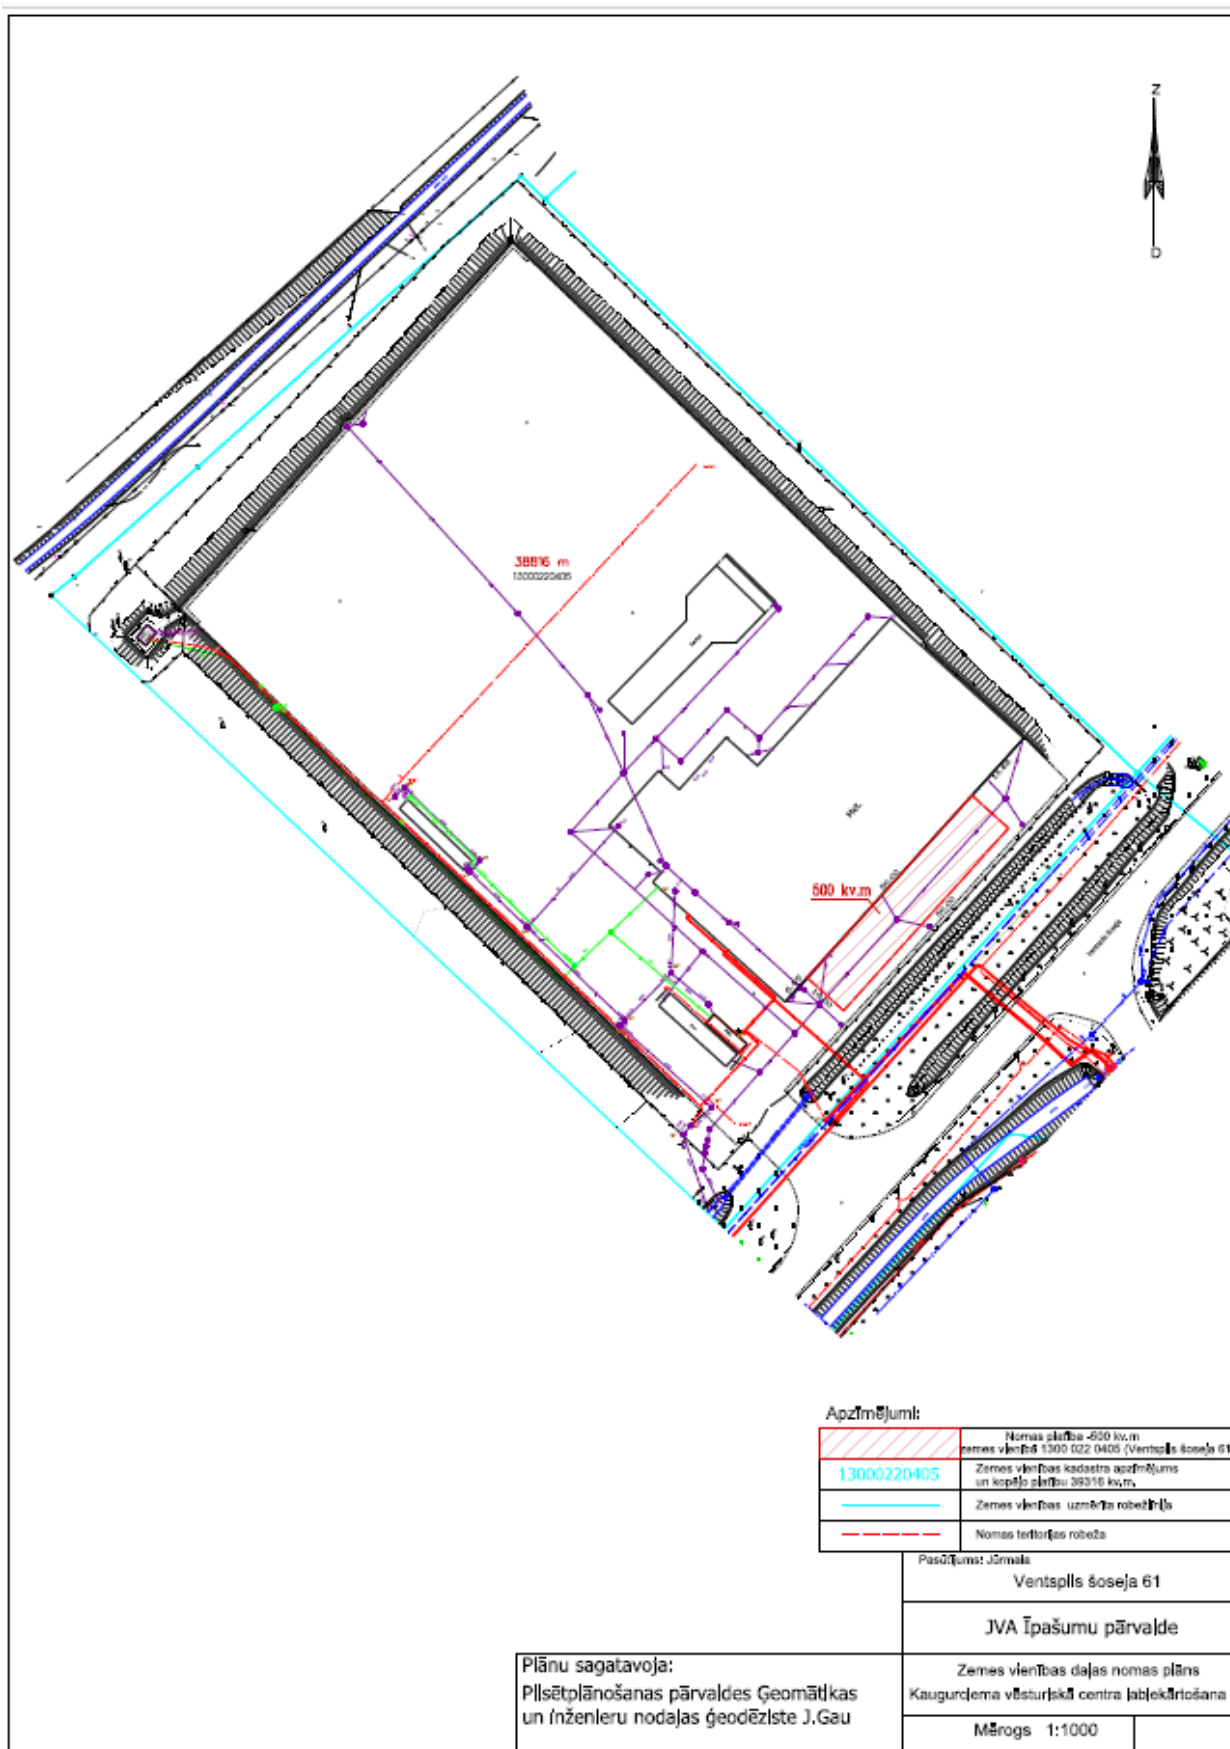 Z
D
38816 m
13000220405
500 kv.m
Apzīmējumi:
Nomas platība -500 kv.m
zemes vienībā 1300 022 0405 (Ventspils šoseja 61
13000220405
Zemes vienības kadastra apzīmējums
un kopējo platību 39316 kv.m.
Zemes vienības uzmērīta robežlīnija
Nomas teritorijas robeža
Pasūtījums: Jūrmala
Ventspils šoseja 61
JVA Īpašumu pārvalde
Plānu sagatavoja:
Pilsētplānošanas pārvaldes Ģeomātikas
un inženieru nodaļas ģeodēziste J.Gau
Zemes vienības daļas nomas plāns
Kaugurciema vēsturiskā centra labiekārtošana
Mērogs 1:1000